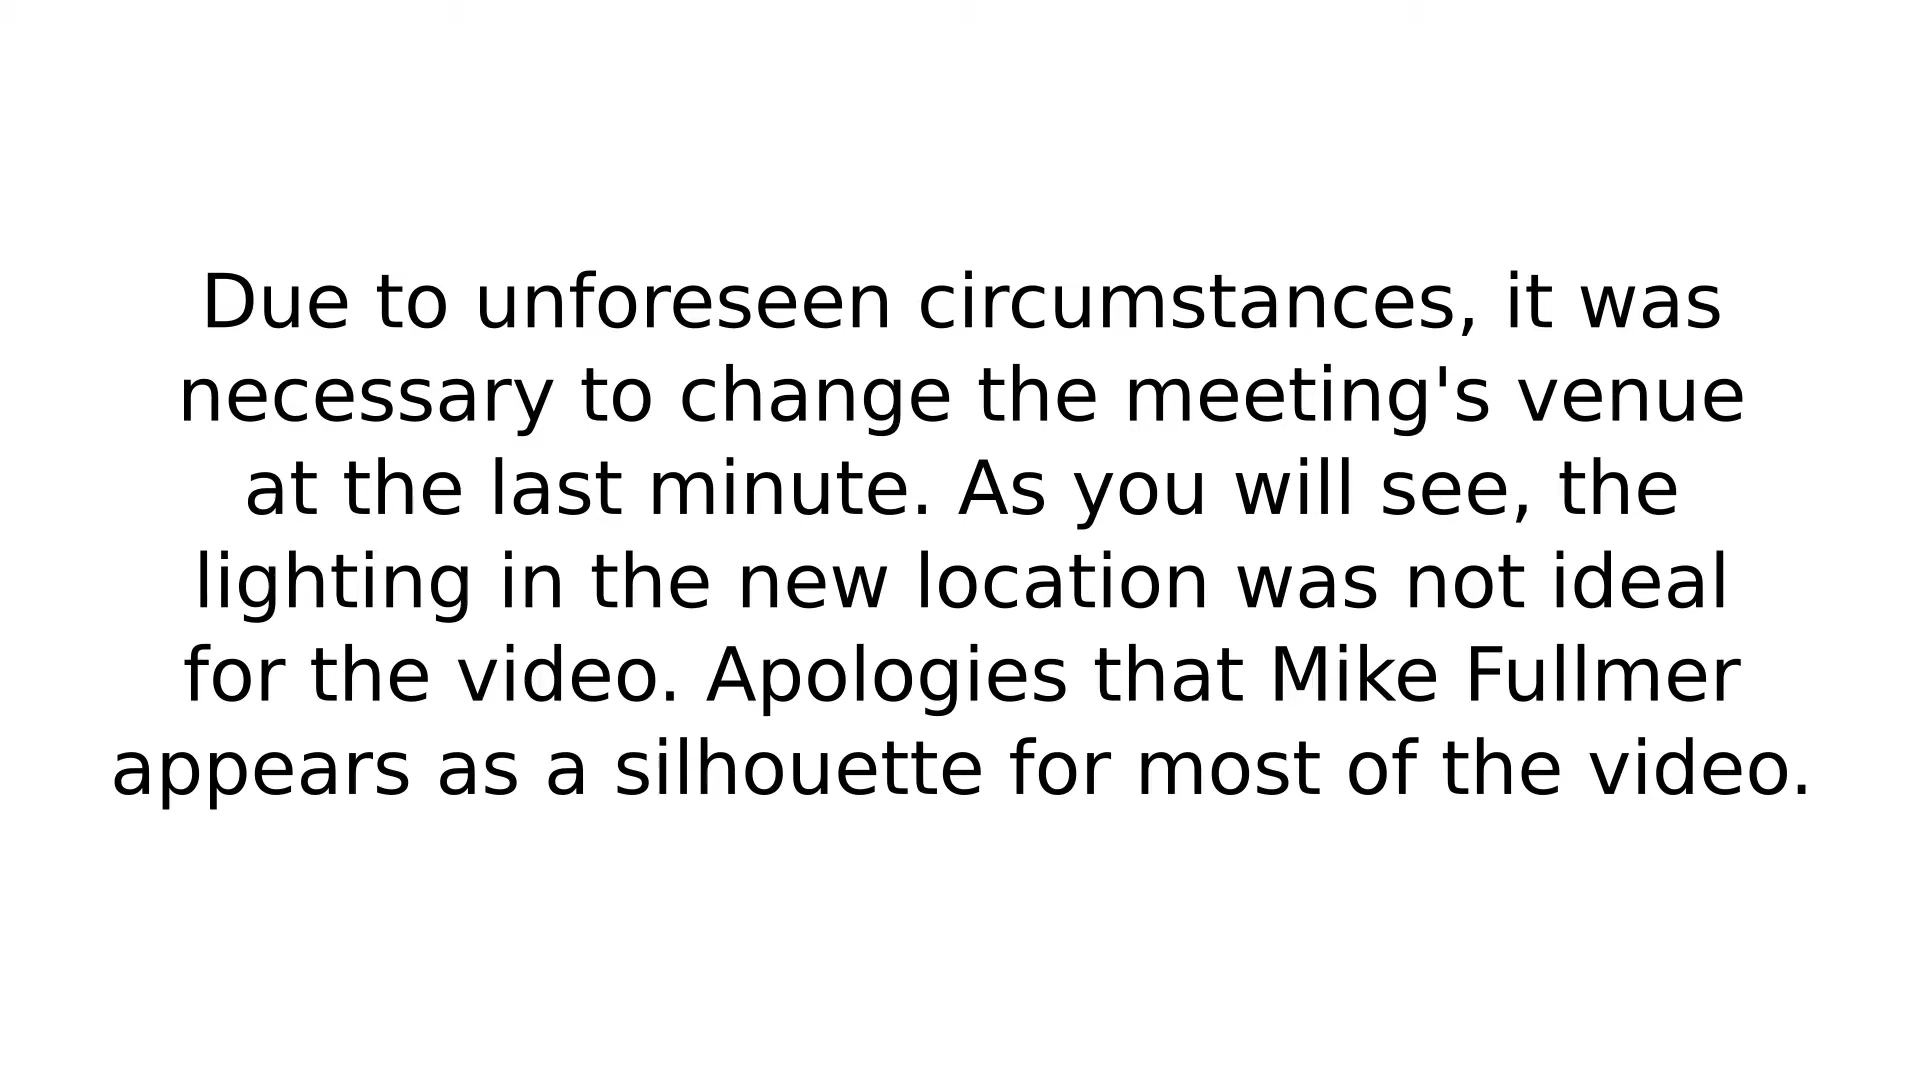 Due to unforeseen circumstances, it was
necessary to change the meeting's venue
at the last minute. As you will see, the
lighting in the new location was not ideal
for the video. Apologies that Mike Fullmer
appears as a silhouette for most of the video.